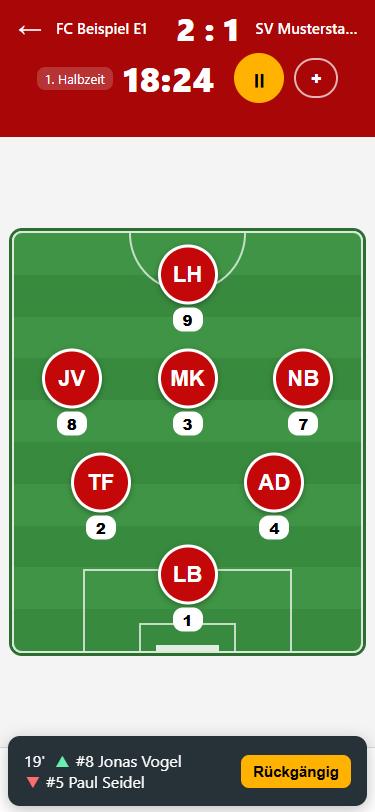 ← FC Beispiel E1 2 : 1 SV Mustersta...
1. Halbzeit 18:24 +
LH
9
JV MK NB
8 3 7
TF AD
2 4
LB
1
19' ▲ #8 Jonas Vogel
▼ #5 Paul Seidel
Rückgängig